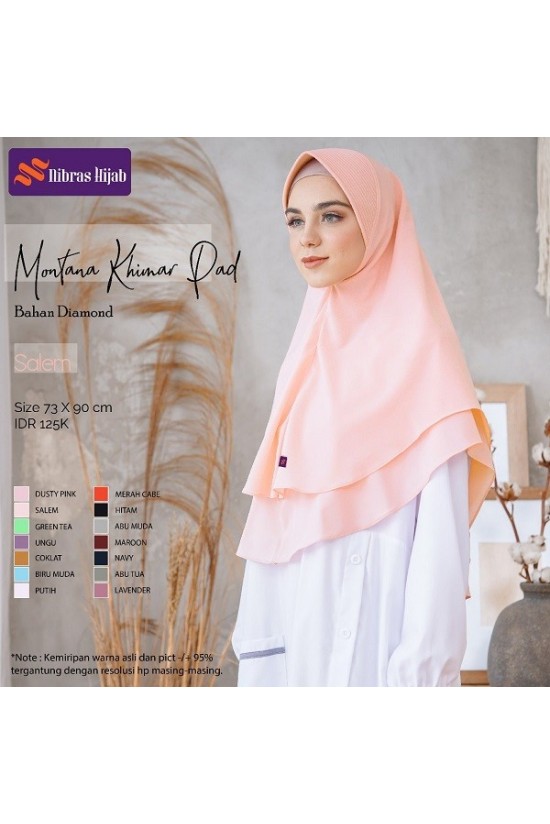 Nibras Hijab
Montana Khimar Pad
Bahan Diamond
Salem
Size 73 X 90 cm
IDR 125K
DUSTY PINK
SALEM
GREEN TEA
UNGU
COKLAT
BIRU MUDA
PUTIH
MERAH CABE
HITAM
ABU MUDA
MAROON
NAVY
ABU TUA
LAVENDER
*Note : Kemiripan warna asli dan pict -/+ 95%
tergantung dengan resolusi hp masing-masing.